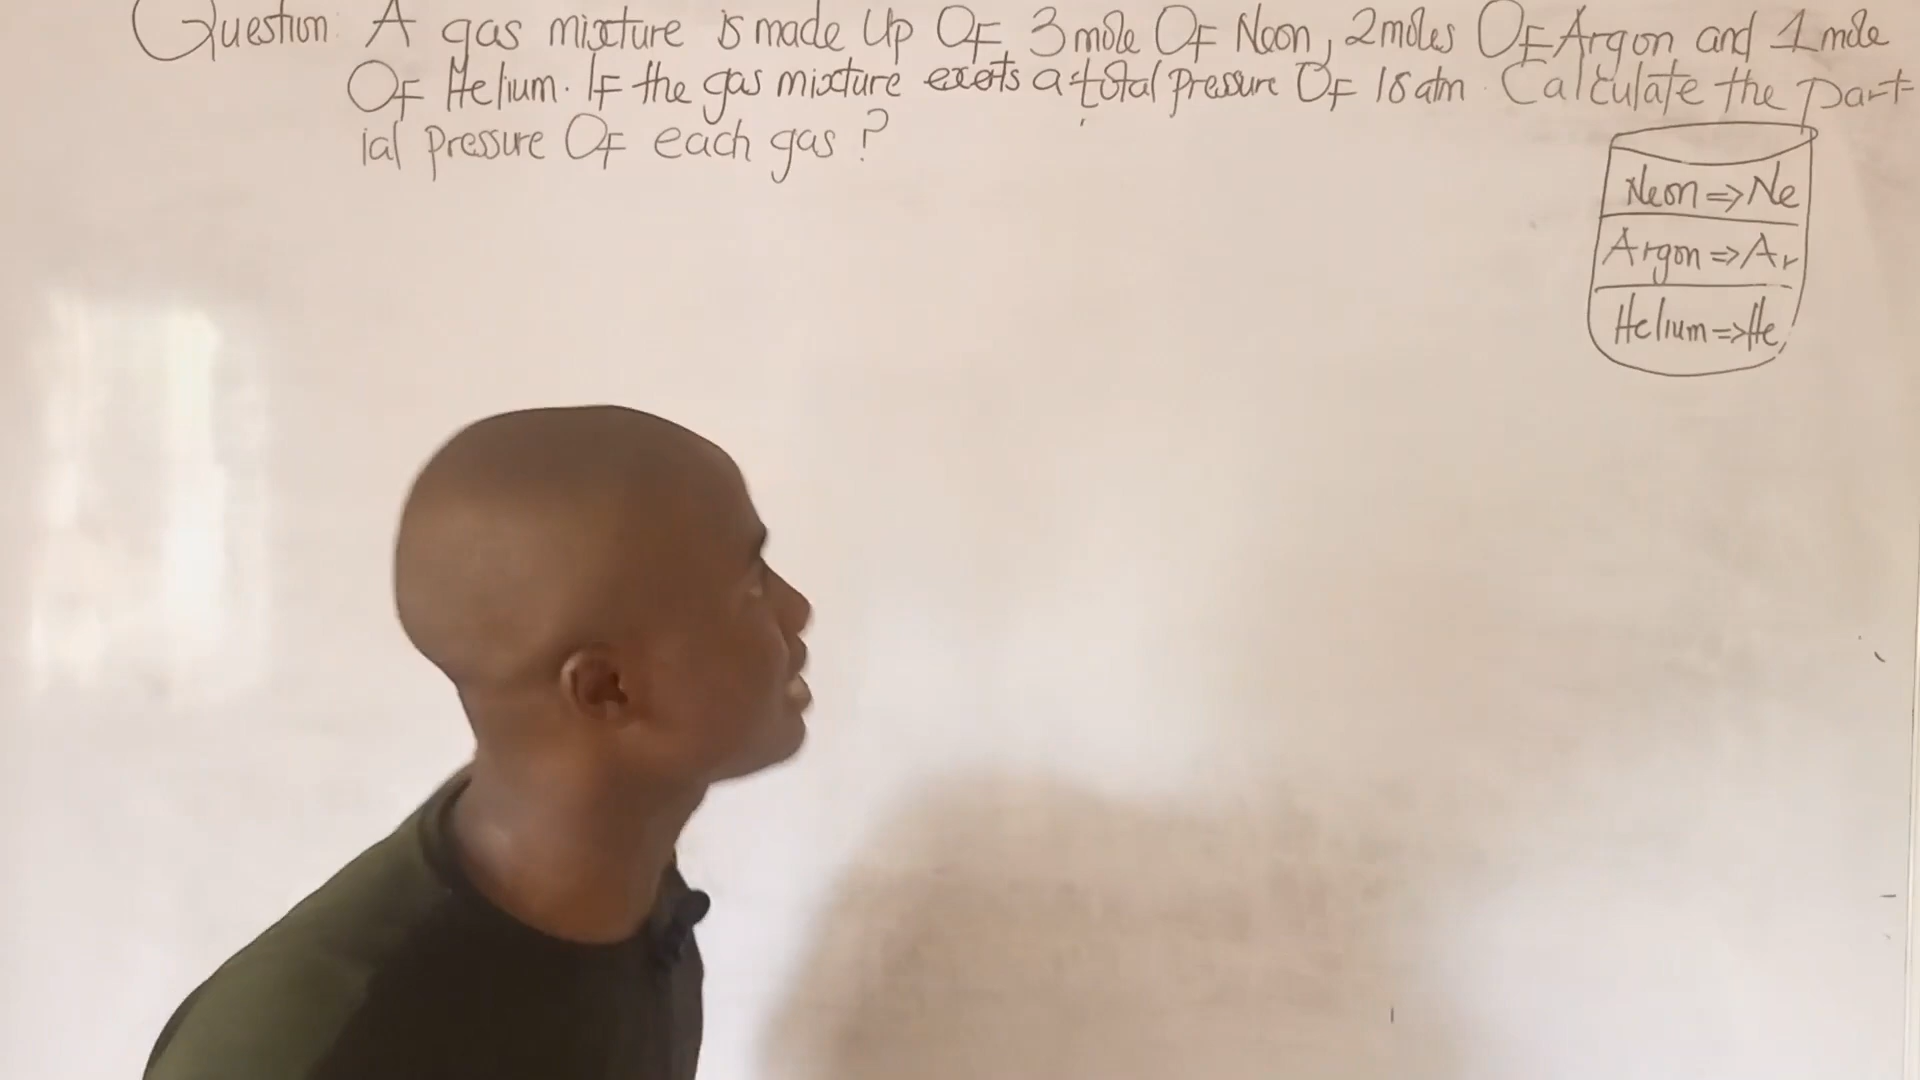 Question: A gas mixture is made Up OF, 3 mole OF Neon, 2 moles OF Argon and 1 mole
OF Helium. IF the gas mixture exerts a total pressure OF 18 atm. Calculate the part-
ial pressure OF each gas?
Neon => Ne
Argon => Ar
Helium => He